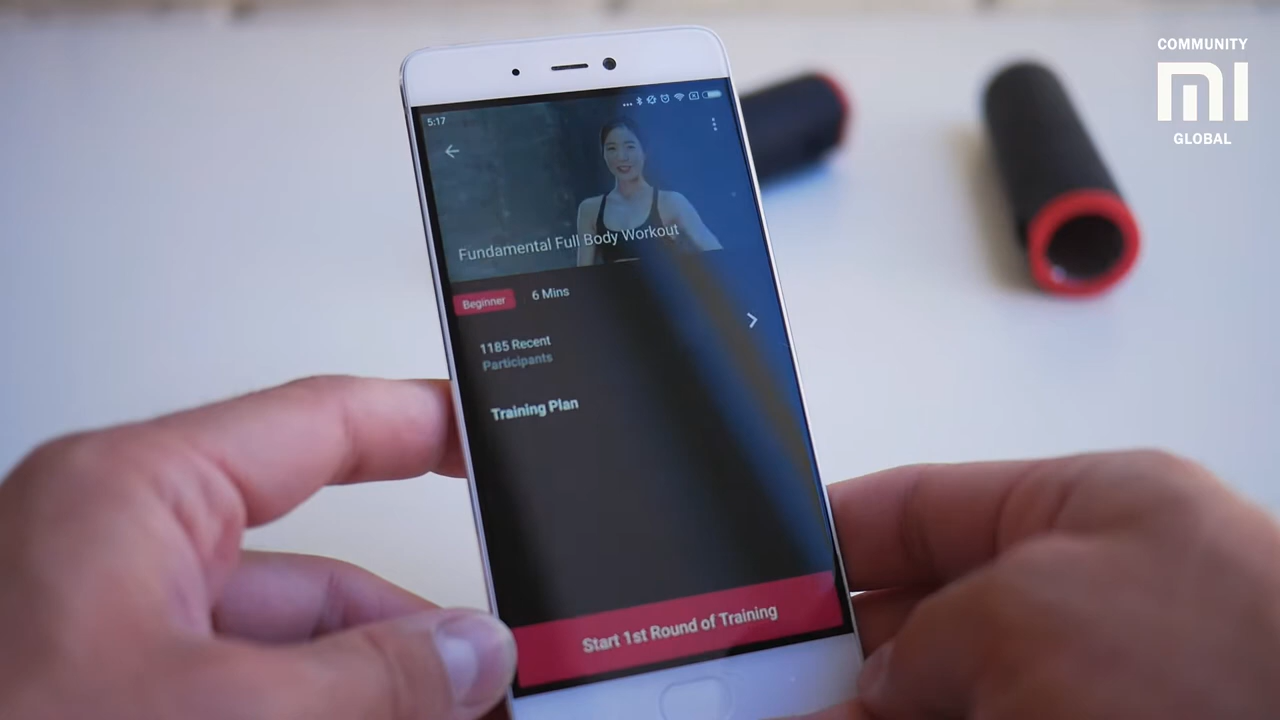 COMMUNITY
MI
GLOBAL
5:17
Fundamental Full Body Workout
Beginner
6 Mins
1185 Recent
Participants
Training Plan
Start 1st Round of Training